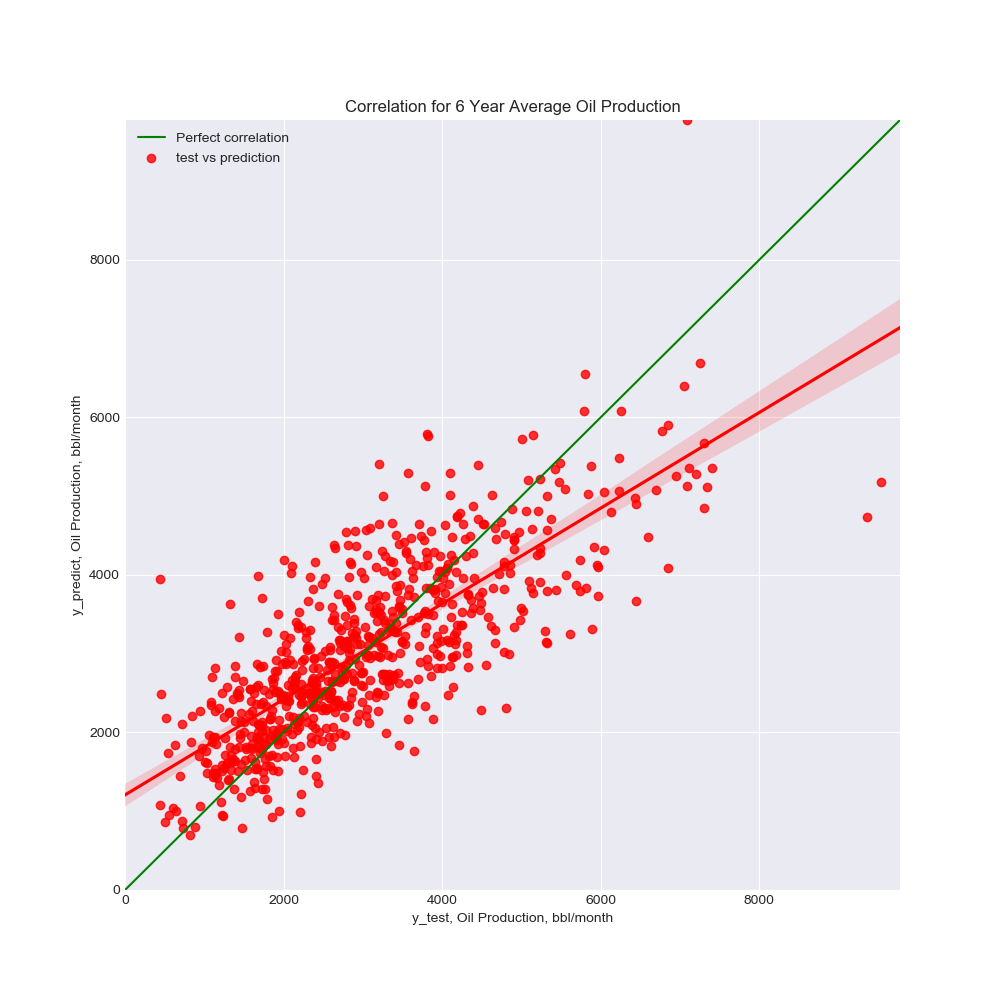 Correlation for 6 Year Average Oil Production
Perfect correlation
test vs prediction
8000
6000
4000
2000
0
y_predict, Oil Production, bbl/month
0 2000 4000 6000 8000
y_test, Oil Production, bbl/month